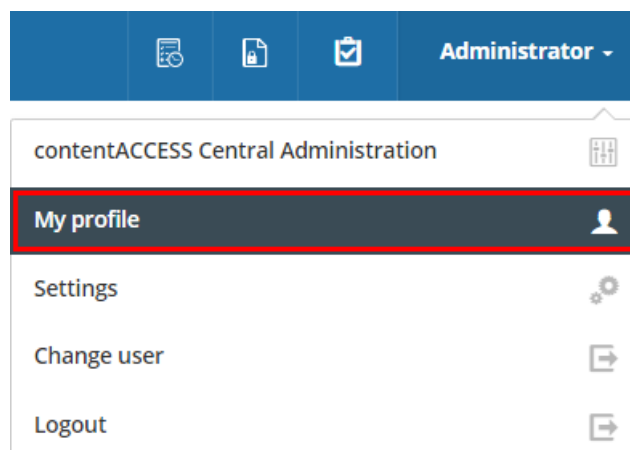 Administrator
contentACCESS Central Administration
My profile
Settings
Change user
Logout